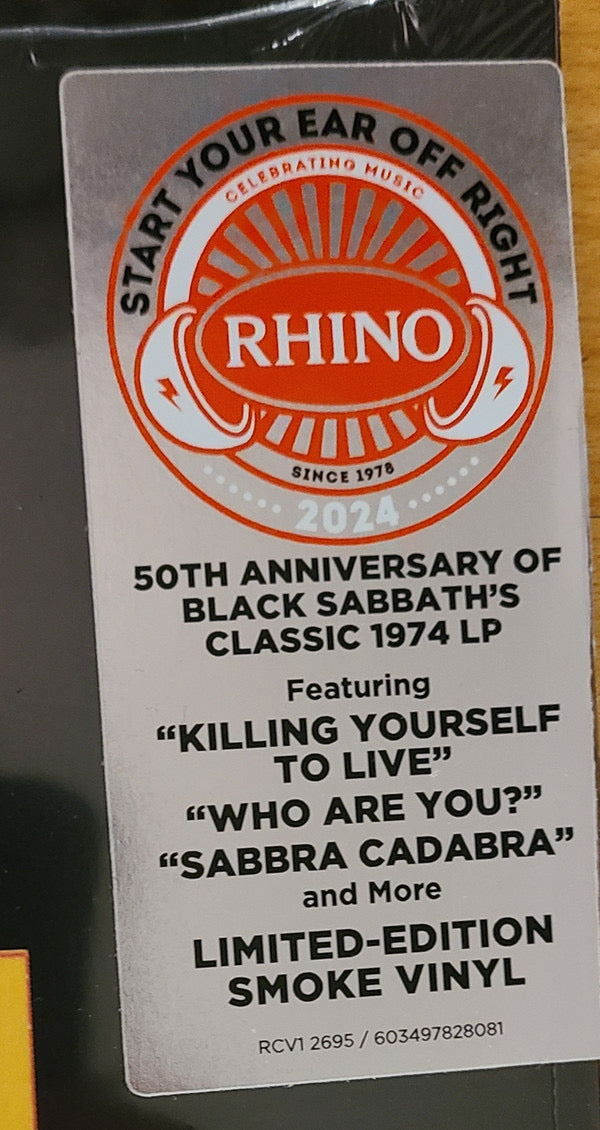 START YOUR EAR OFF RIGHT
CELEBRATING MUSIC
RHINO
SINCE 1978
2024
50TH ANNIVERSARY OF
BLACK SABBATH'S
CLASSIC 1974 LP
Featuring
“KILLING YOURSELF
TO LIVE”
“WHO ARE YOU?”
“SABBRA CADABRA”
and More
LIMITED-EDITION
SMOKE VINYL
RCV1 2695 / 603497828081